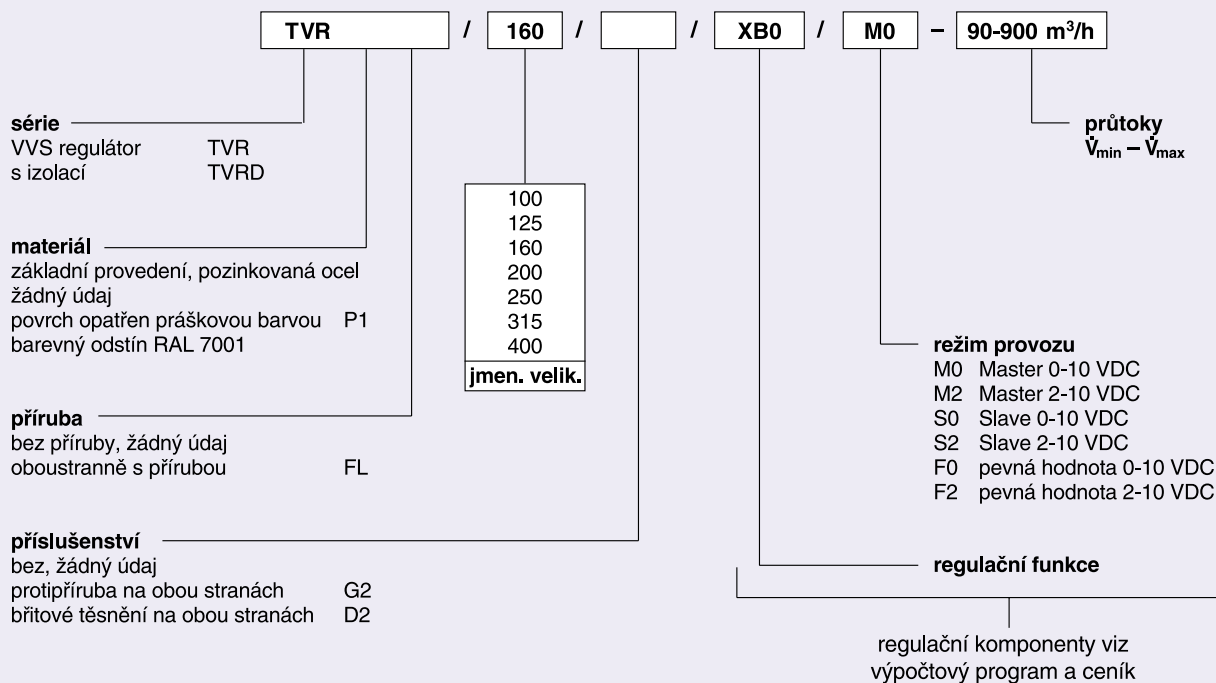 TVR / 160 / / XB0 / M0 – 90-900 m³/h
série
VVS regulátor TVR
s izolací TVRD
materiál
základní provedení, pozinkovaná ocel
žádný údaj
povrch opatřen práškovou barvou P1
barevný odstín RAL 7001
příruba
bez příruby, žádný údaj
oboustranně s přírubou FL
příslušenství
bez, žádný údaj
protipříruba na obou stranách G2
břitové těsnění na obou stranách D2
100
125
160
200
250
315
400
jmen. velik.
průtoky
V̇min – V̇max
režim provozu
M0 Master 0-10 VDC
M2 Master 2-10 VDC
S0 Slave 0-10 VDC
S2 Slave 2-10 VDC
F0 pevná hodnota 0-10 VDC
F2 pevná hodnota 2-10 VDC
regulační funkce
regulační komponenty viz
výpočtový program a ceník